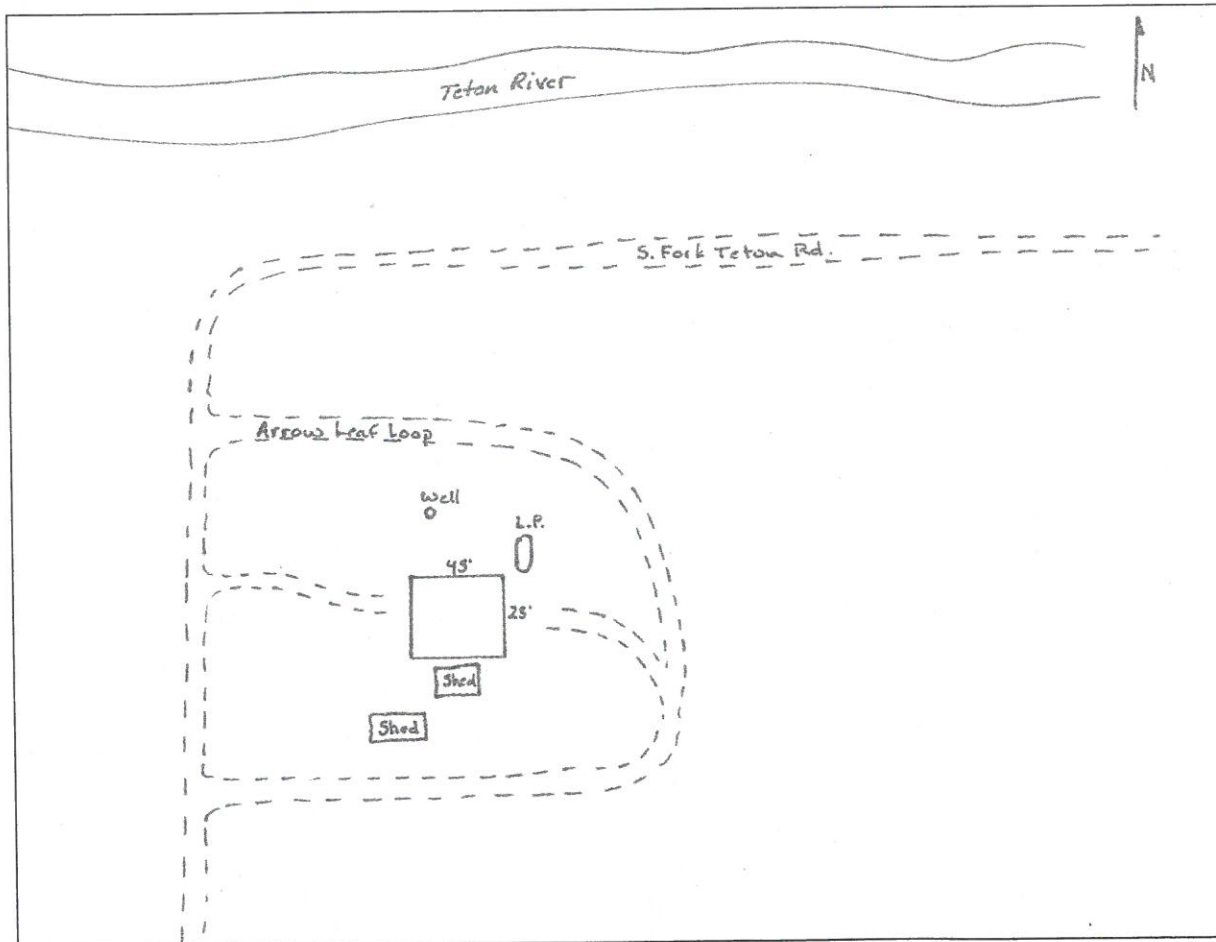 Teton River
N
S. Fork Teton Rd.
Arrow Leaf Loop
Well
L.P.
45'
25'
Shed
Shed